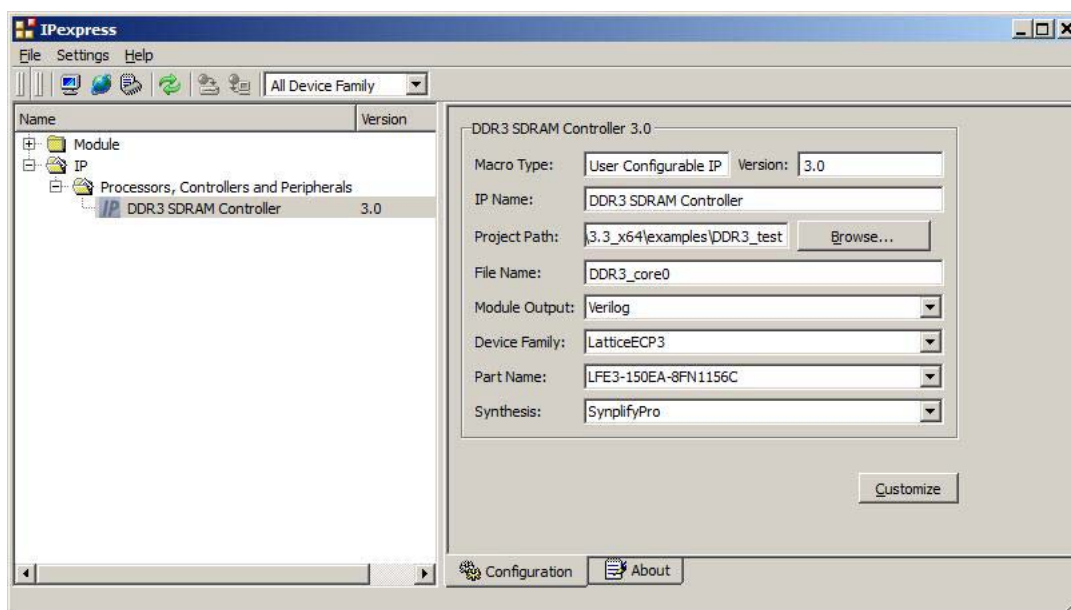 IPexpress
File Settings Help
All Device Family
Name Version
Module
IP
Processors, Controllers and Peripherals
IP DDR3 SDRAM Controller 3.0
DDR3 SDRAM Controller 3.0
Macro Type: User Configurable IP Version: 3.0
IP Name: DDR3 SDRAM Controller
Project Path: \3.3_x64\examples\DDR3_test Browse...
File Name: DDR3_core0
Module Output: Verilog
Device Family: LatticeECP3
Part Name: LFE3-150EA-8FN1156C
Synthesis: SynplifyPro
Customize
Configuration About